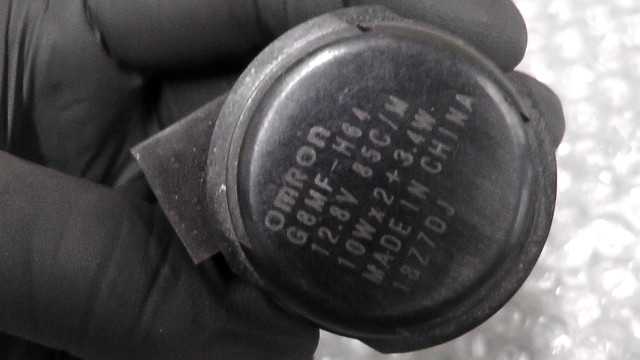 OMRON
G8MF-H64
12.8V 85C/M
10W×2+3.4W
MADE IN CHINA
18Z7DJ